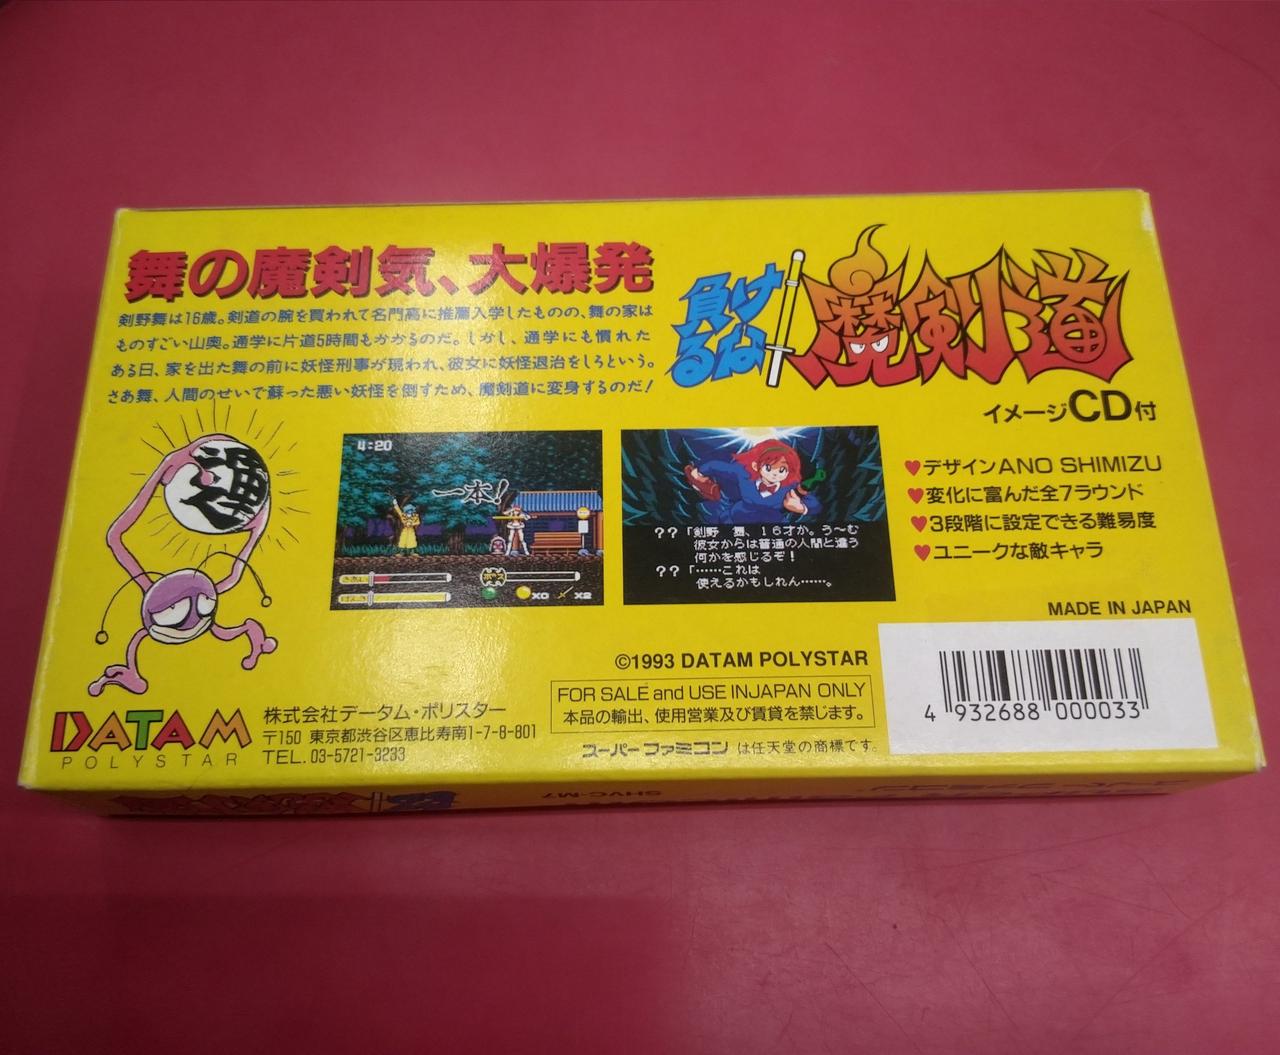 舞の魔剣気、大爆発
剣野舞は16歳。剣道の腕を買われて名門高に推薦入学したものの、舞の家は
ものすごい山奥。通学に片道5時間もかかるのだ。しかし、通学にも慣れた
ある日、家を出た舞の前に妖怪刑事が現われ、彼女に妖怪退治をしろという。
さあ舞、人間のせいで蘇った悪い妖怪を倒すため、魔剣道に変身するのだ!
負けるな
魔剣道
イメージCD付
♥デザインANO SHIMIZU
♥変化に富んだ全7ラウンド
♥3段階に設定できる難易度
♥ユニークな敵キャラ
4:20
一本!
ボス
X0
X2
??「剣野 舞、16才か。う~む
彼女からは普通の人間と違う
何かを感じるぞ!
??「……これは
使えるかもしれん……。
MADE IN JAPAN
©1993 DATAM POLYSTAR
FOR SALE and USE INJAPAN ONLY
本品の輸出、使用営業及び賃貸を禁じます。
スーパーファミコン は任天堂の商標です。
4 932688 000033
DATAM
POLYSTAR
株式会社データム・ポリスター
〒150 東京都渋谷区恵比寿南1-7-8-801
TEL. 03-5721-3233
SHVC-M7